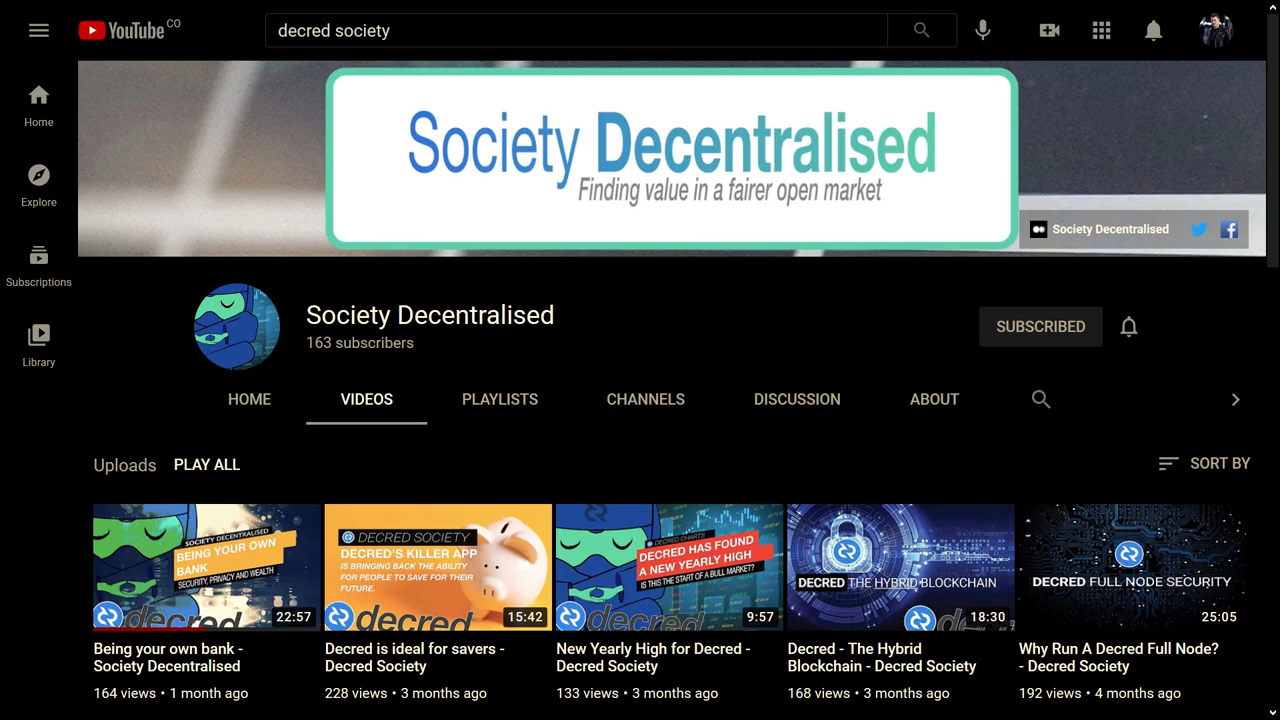 YouTube CO
decred society
Home
Explore
Subscriptions
Library
Society Decentralised
Finding value in a fairer open market
Society Decentralised
Society Decentralised
163 subscribers
SUBSCRIBED
HOME
VIDEOS
PLAYLISTS
CHANNELS
DISCUSSION
ABOUT
Uploads
PLAY ALL
SORT BY
SOCIETY DECENTRALISED
BEING YOUR OWN
BANK
SECURITY, PRIVACY AND WEALTH
decred
22:57
Being your own bank -
Society Decentralised
164 views • 1 month ago
DECRED SOCIETY
DECRED'S KILLER APP
IS BRINGING BACK THE ABILITY
FOR PEOPLE TO SAVE FOR THEIR
FUTURE.
decred
15:42
Decred is ideal for savers -
Decred Society
228 views • 3 months ago
DECRED CHARTS
DECRED HAS FOUND
A NEW YEARLY HIGH
IS THIS THE START OF A BULL MARKET?
decred
9:57
New Yearly High for Decred -
Decred Society
133 views • 3 months ago
DECRED THE HYBRID BLOCKCHAIN
18:30
Decred - The Hybrid
Blockchain - Decred Society
168 views • 3 months ago
DECRED FULL NODE SECURITY
25:05
Why Run A Decred Full Node?
- Decred Society
192 views • 4 months ago